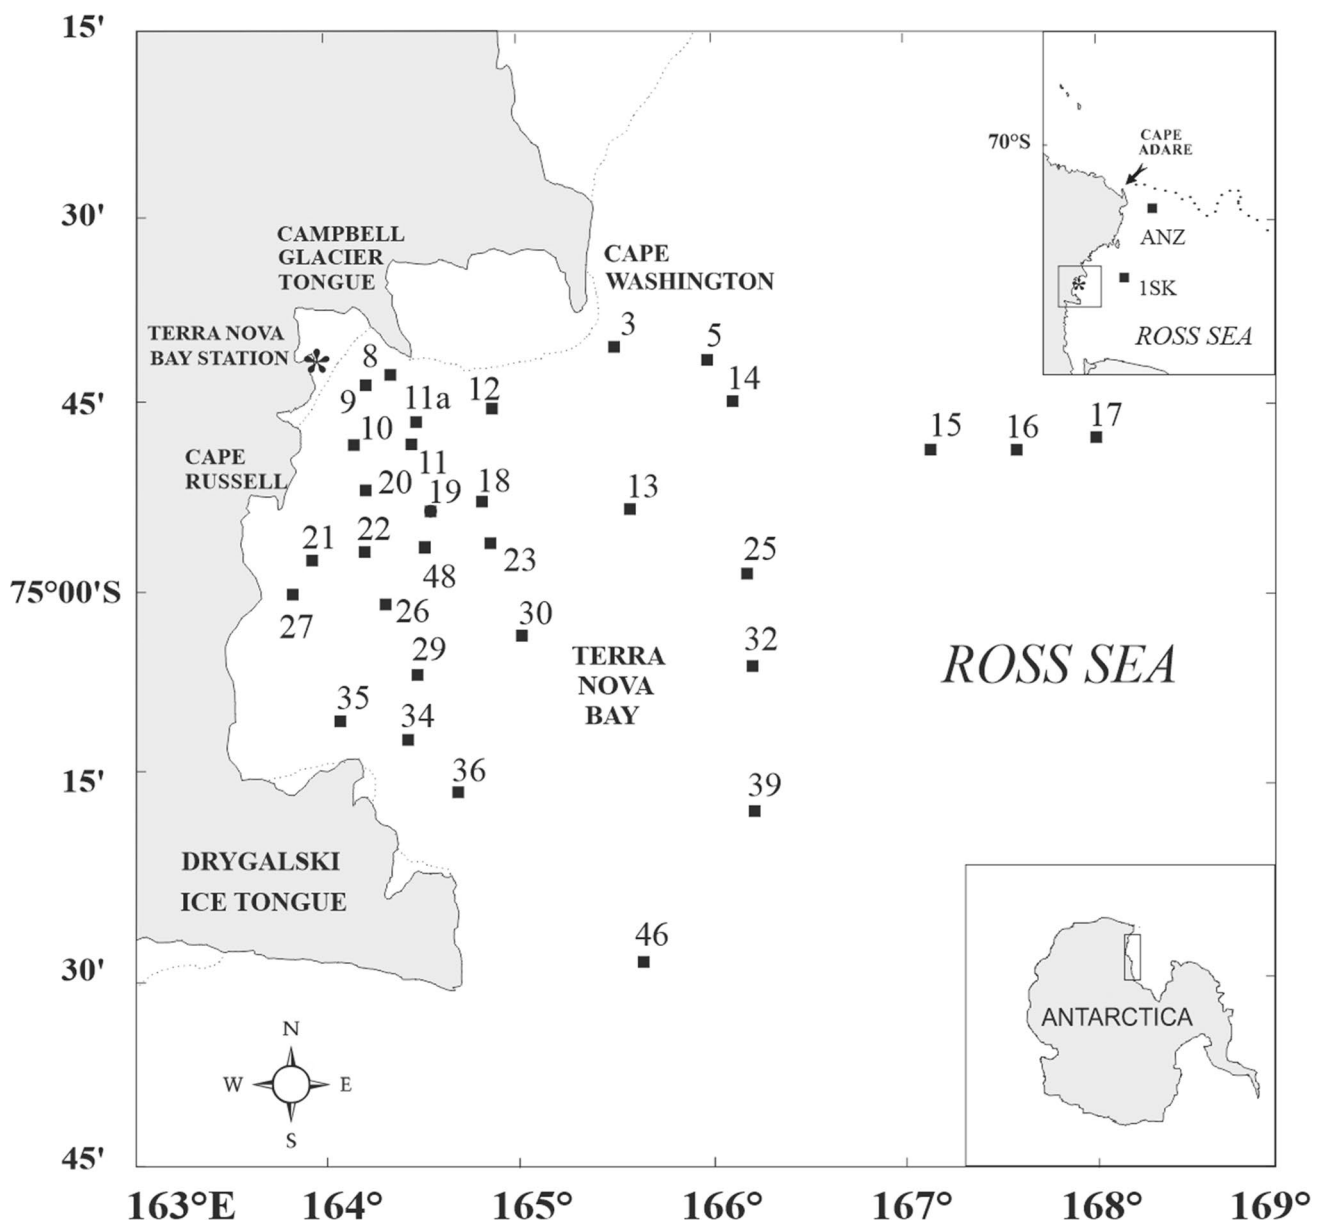 15'
70°S
CAPE
ADARE
30'
CAMPBELL
GLACIER
TONGUE
CAPE
WASHINGTON
ANZ
1SK
ROSS SEA
TERRA NOVA
BAY STATION
*
*
3
5
8
14
12
9
11a
45'
10
15
16
17
11
CAPE
RUSSELL
20
19
18
13
21
22
23
25
48
75°00'S
27
26
30
32
29
TERRA
NOVA
BAY
ROSS SEA
35
34
36
39
15'
DRYGALSKI
ICE TONGUE
46
30'
ANTARCTICA
N
W
E
S
45'
163°E 164° 165° 166° 167° 168° 169°